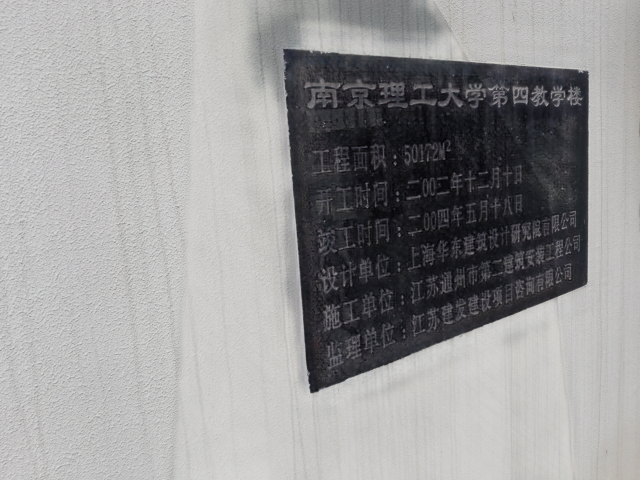 南京理工大学第四教学楼
工程面积：50172M²
开工时间：二00二年十二月十日
竣工时间：二00四年五月十八日
设计单位：上海华东建筑设计研究院有限公司
施工单位：江苏通州市第二建筑安装工程公司
监理单位：江苏建发建设项目咨询有限公司